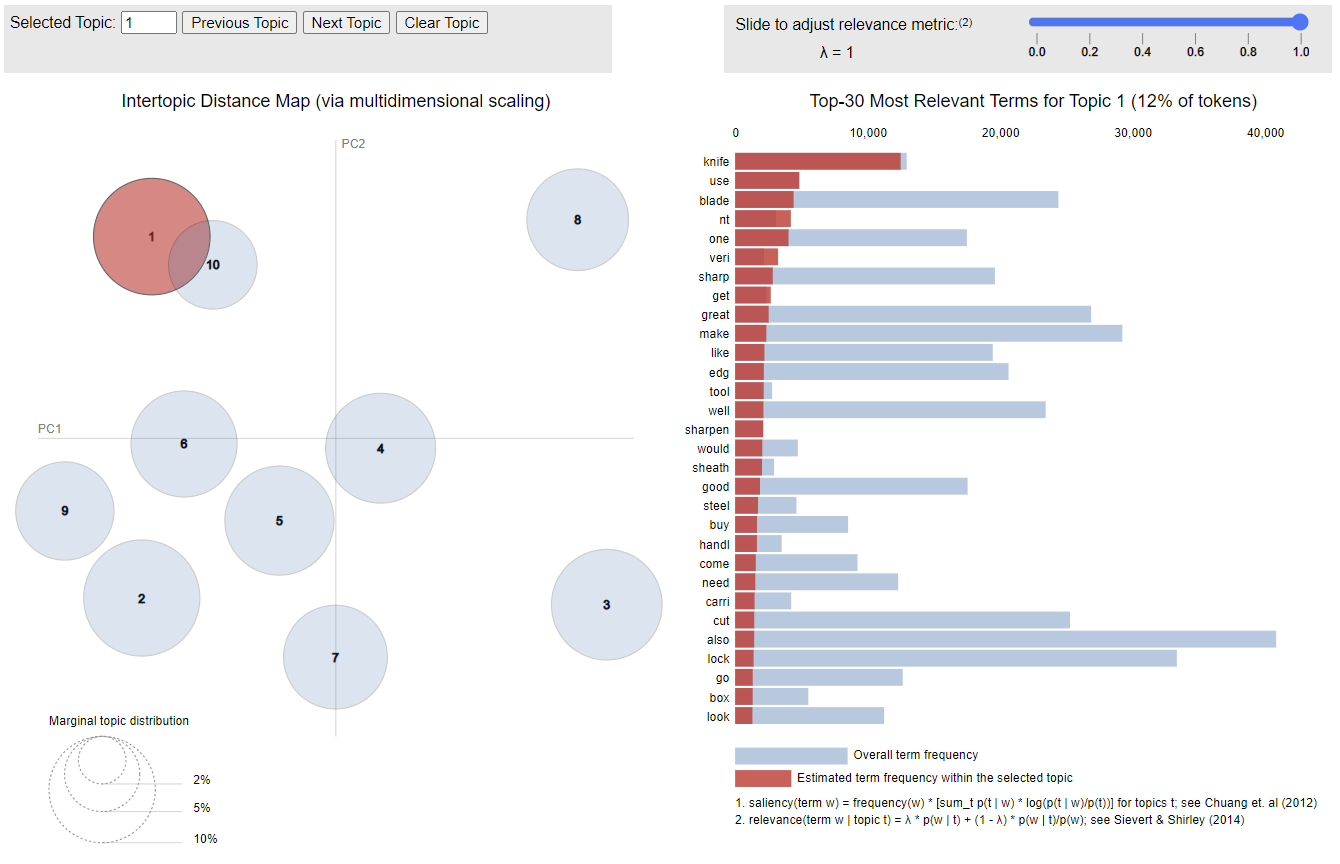 Selected Topic: 1 Previous Topic Next Topic Clear Topic
Slide to adjust relevance metric:(2)
λ = 1
0.0 0.2 0.4 0.6 0.8 1.0
Intertopic Distance Map (via multidimensional scaling)
PC2
PC1
1
10
8
6
4
9
5
2
3
7
Marginal topic distribution
2%
5%
10%
Top-30 Most Relevant Terms for Topic 1 (12% of tokens)
0 10,000 20,000 30,000 40,000
knife
use
blade
nt
one
veri
sharp
get
great
make
like
edg
tool
well
sharpen
would
sheath
good
steel
buy
handl
come
need
carri
cut
also
lock
go
box
look
Overall term frequency
Estimated term frequency within the selected topic
1. saliency(term w) = frequency(w) * [sum_t p(t | w) * log(p(t | w)/p(t))] for topics t; see Chuang et. al (2012)
2. relevance(term w | topic t) = λ * p(w | t) + (1 - λ) * p(w | t)/p(w); see Sievert & Shirley (2014)